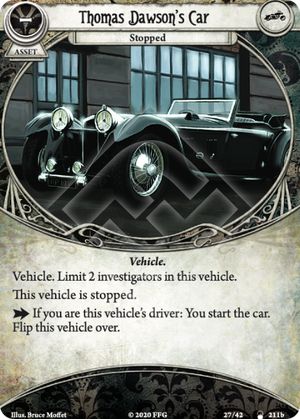 Thomas Dawson's Car
Stopped
ASSET
Vehicle.
Vehicle. Limit 2 investigators in this vehicle.
This vehicle is stopped.
If you are this vehicle's driver: You start the car.
Flip this vehicle over.
Illus. Bruce Moffet
© 2020 FFG
27/42
211b